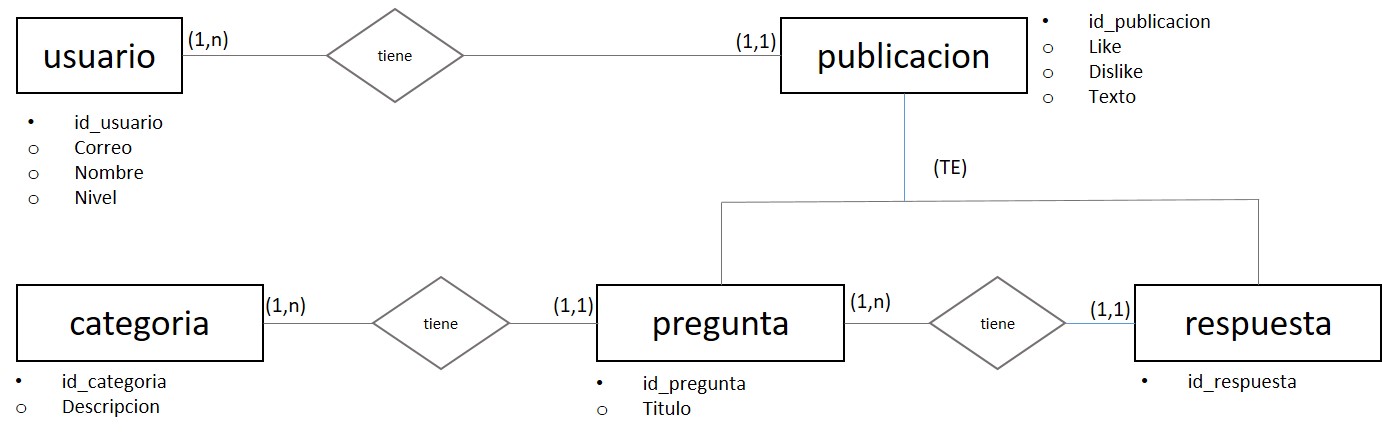 usuario
(1,n)
tiene
(1,1)
publicacion
• id_publicacion
o Like
o Dislike
o Texto
• id_usuario
o Correo
o Nombre
o Nivel
(TE)
categoria
(1,n)
tiene
(1,1)
pregunta
(1,n)
tiene
(1,1)
respuesta
• id_categoria
o Descripcion
• id_pregunta
o Titulo
• id_respuesta